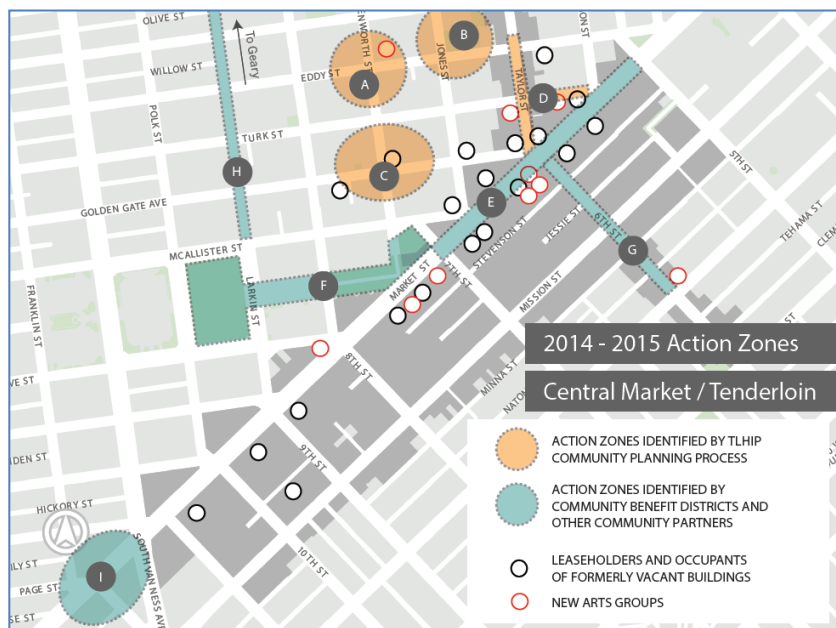 OLIVE ST
WILLOW ST
To Geary
EDDY ST
JONES ST
TAYLOR ST
A
B
C
D
E
F
G
H
I
POLK ST
TURK ST
GOLDEN GATE AVE
MCALLISTER ST
FRANKLIN ST
LARKIN ST
MARKET ST
7TH ST
STEVENSON ST
JESSIE ST
6TH ST
5TH ST
TEHAMA ST
MISSION ST
MINNA ST
8TH ST
9TH ST
10TH ST
HICKORY ST
PAGE ST
SOUTH VAN NESS AVE
2014 - 2015 Action Zones
Central Market / Tenderloin
ACTION ZONES IDENTIFIED BY TLHIP
COMMUNITY PLANNING PROCESS
ACTION ZONES IDENTIFIED BY
COMMUNITY BENEFIT DISTRICTS AND
OTHER COMMUNITY PARTNERS
LEASEHOLDERS AND OCCUPANTS
OF FORMERLY VACANT BUILDINGS
NEW ARTS GROUPS